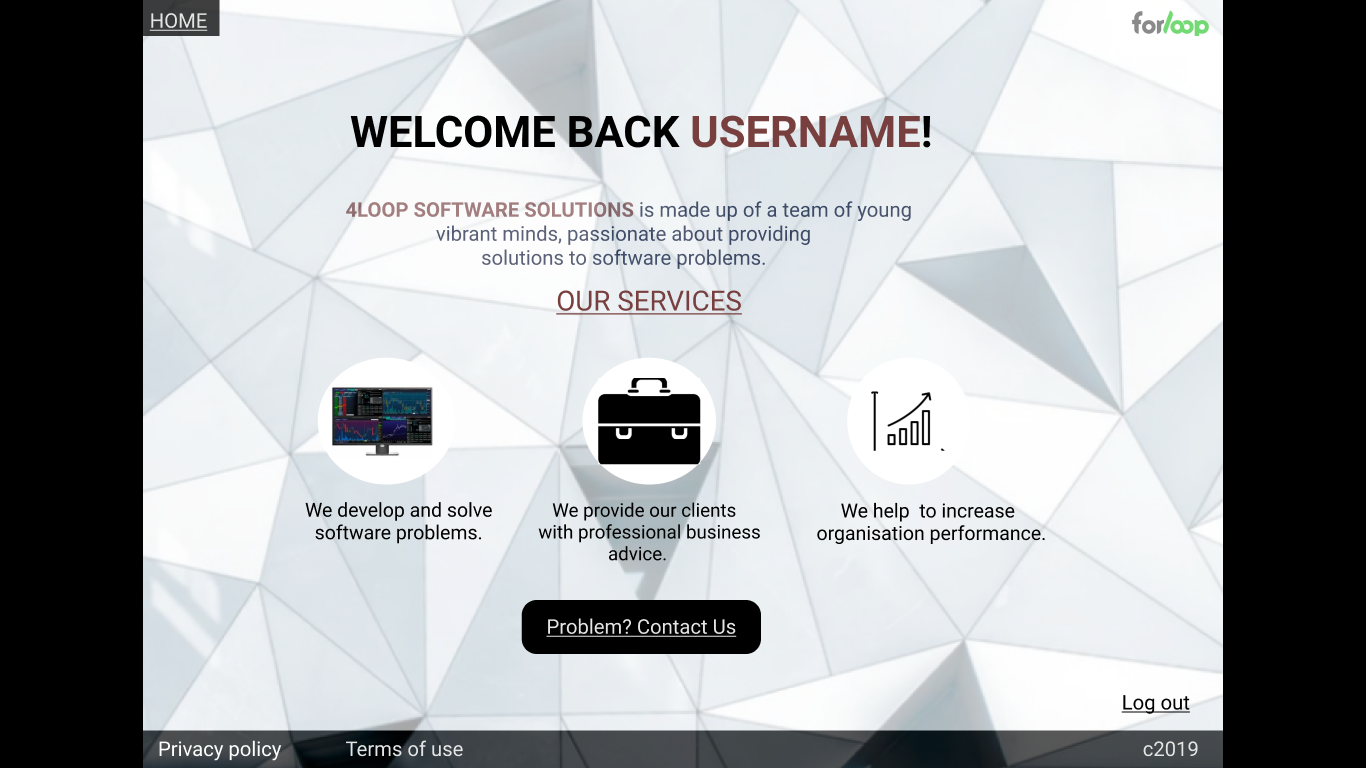 HOME
forloop
WELCOME BACK USERNAME!
4LOOP SOFTWARE SOLUTIONS is made up of a team of young
vibrant minds, passionate about providing
solutions to software problems.
OUR SERVICES
We develop and solve
software problems.
We provide our clients
with professional business
advice.
We help  to increase
organisation performance.
Problem? Contact Us
Log out
Privacy policy
Terms of use
c2019